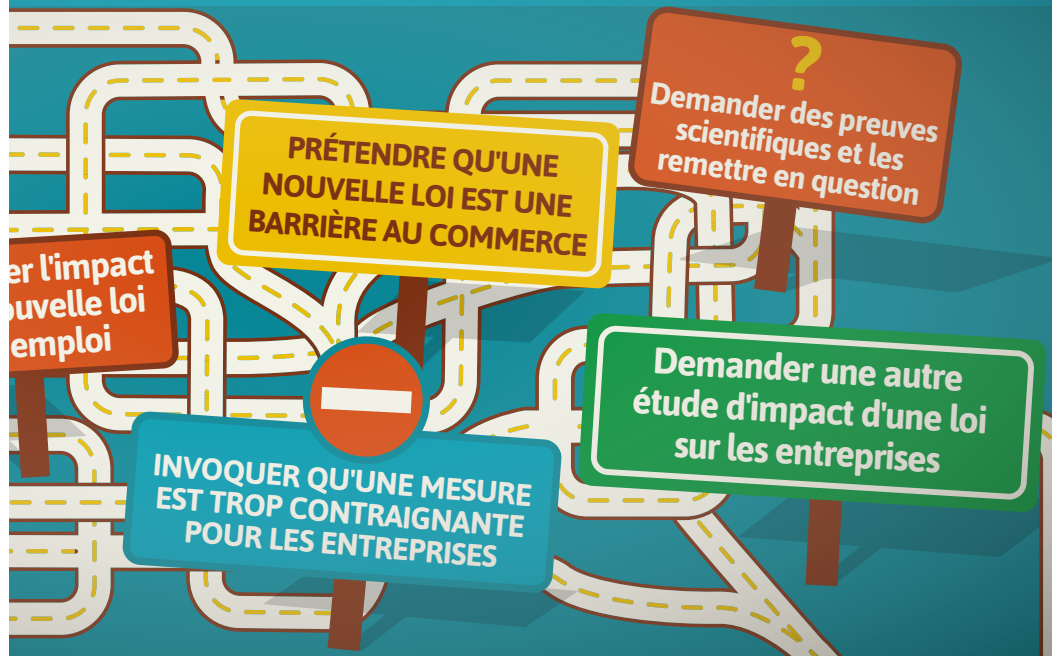 ?
Demander des preuves
scientifiques et les
remettre en question
PRÉTENDRE QU'UNE
NOUVELLE LOI EST UNE
BARRIÈRE AU COMMERCE
er l'impact
ouvelle loi
emploi
Demander une autre
étude d'impact d'une loi
sur les entreprises
INVOQUER QU'UNE MESURE
EST TROP CONTRAIGNANTE
POUR LES ENTREPRISES